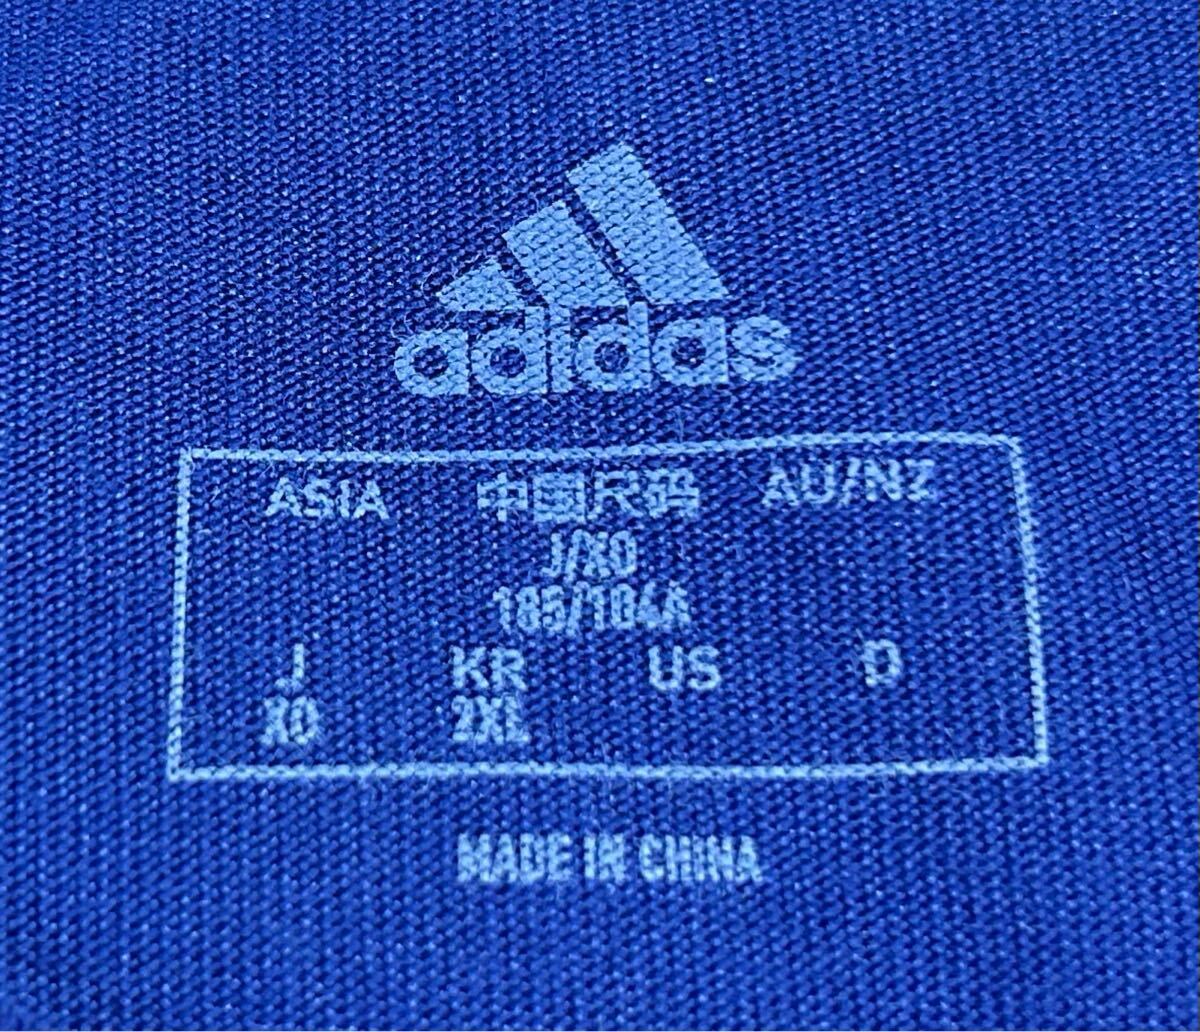 adidas
ASIA 中国尺码 AU/NZ
J/XO
185/104A
J KR US D
XO 2XL
MADE IN CHINA